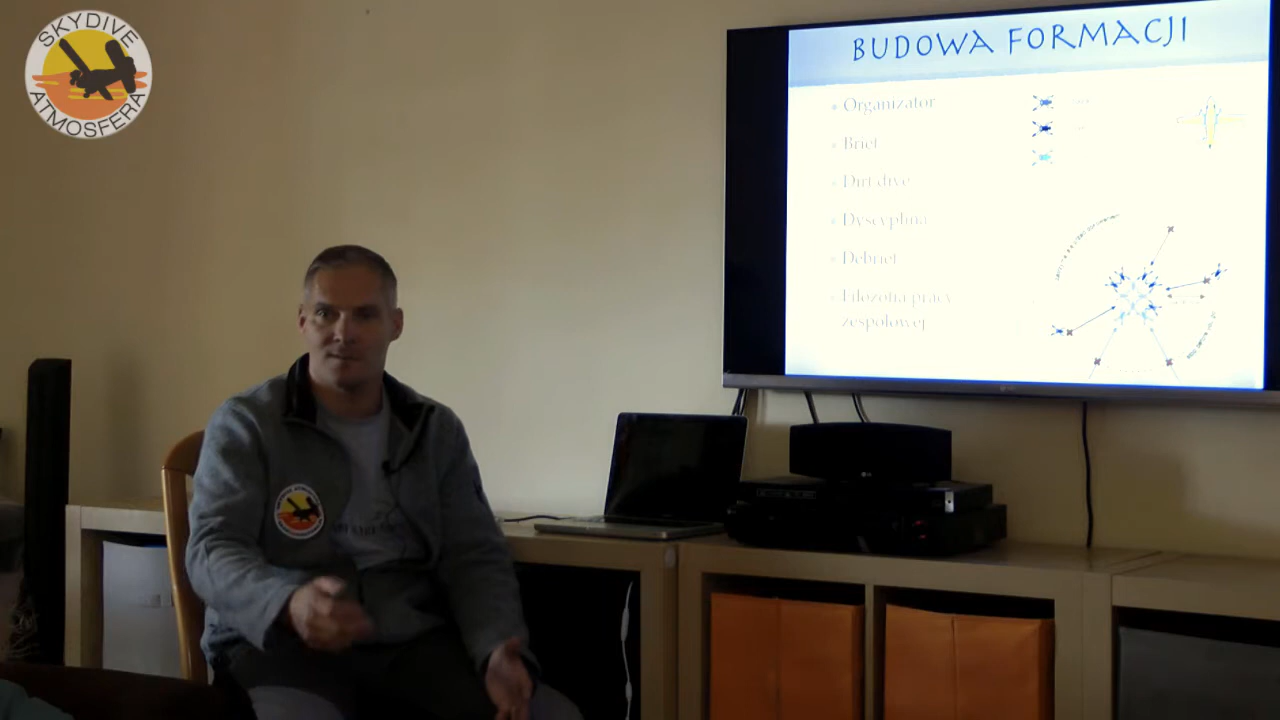 SKYDIVE
ATMOSFERA
BUDOWA FORMACJI
Organizator
Brief
Dirt dive
Dyscyplina
Debrief
Filozofia pracy
zespołowej